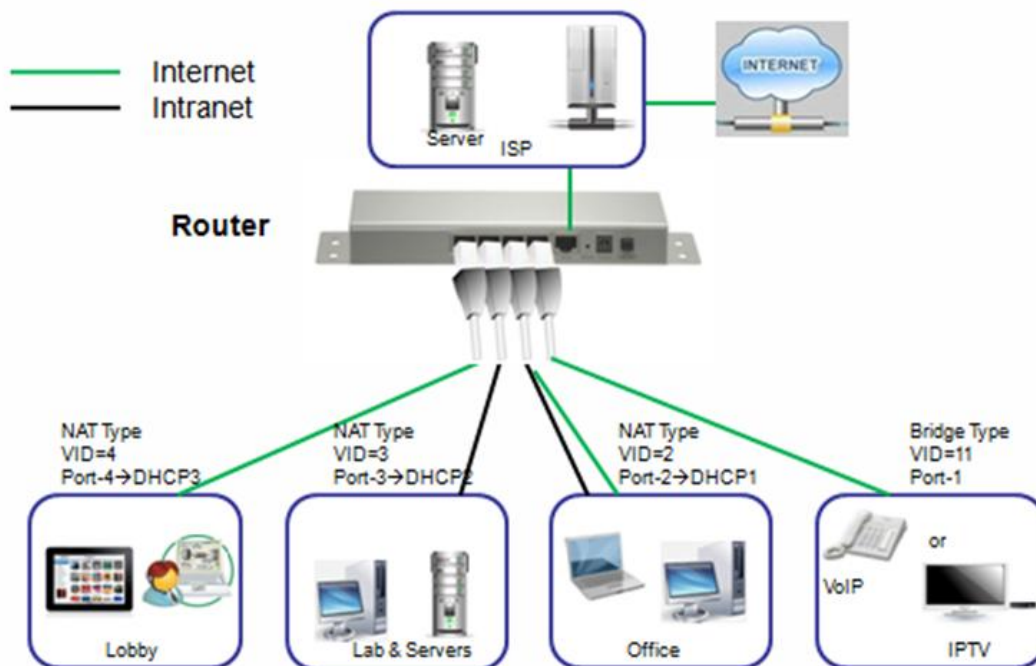 Internet
Intranet
Server
ISP
INTERNET
Router
NAT Type
VID=4
Port-4→DHCP3
NAT Type
VID=3
Port-3→DHCP2
NAT Type
VID=2
Port-2→DHCP1
Bridge Type
VID=11
Port-1
Lobby
Lab & Servers
Office
VoIP
or
IPTV